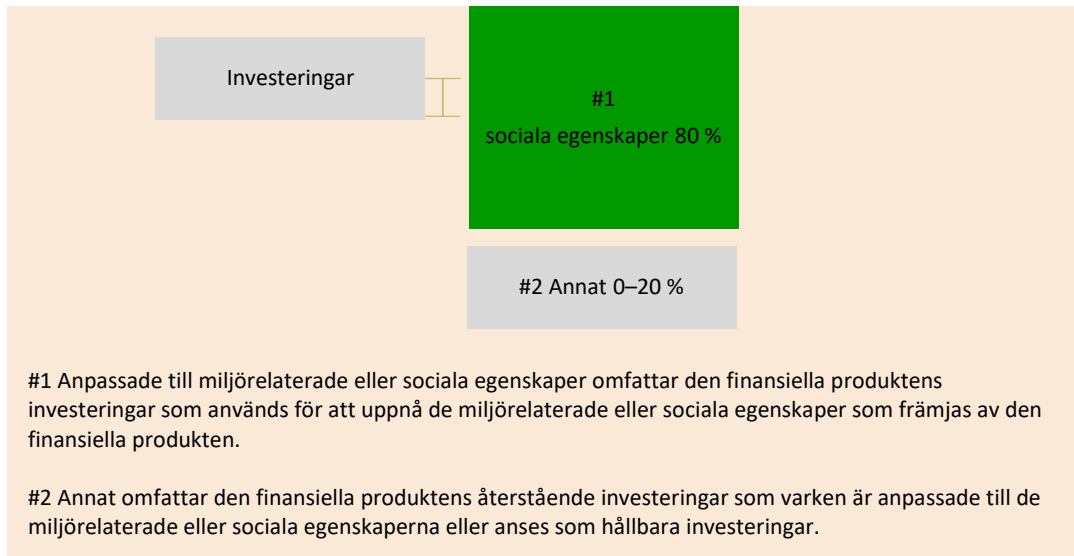 Investeringar
#1
sociala egenskaper 80 %
#2 Annat 0–20 %
#1 Anpassade till miljörelaterade eller sociala egenskaper omfattar den finansiella produktens
investeringar som används för att uppnå de miljörelaterade eller sociala egenskaper som främjas av den
finansiella produkten.
#2 Annat omfattar den finansiella produktens återstående investeringar som varken är anpassade till de
miljörelaterade eller sociala egenskaperna eller anses som hållbara investeringar.